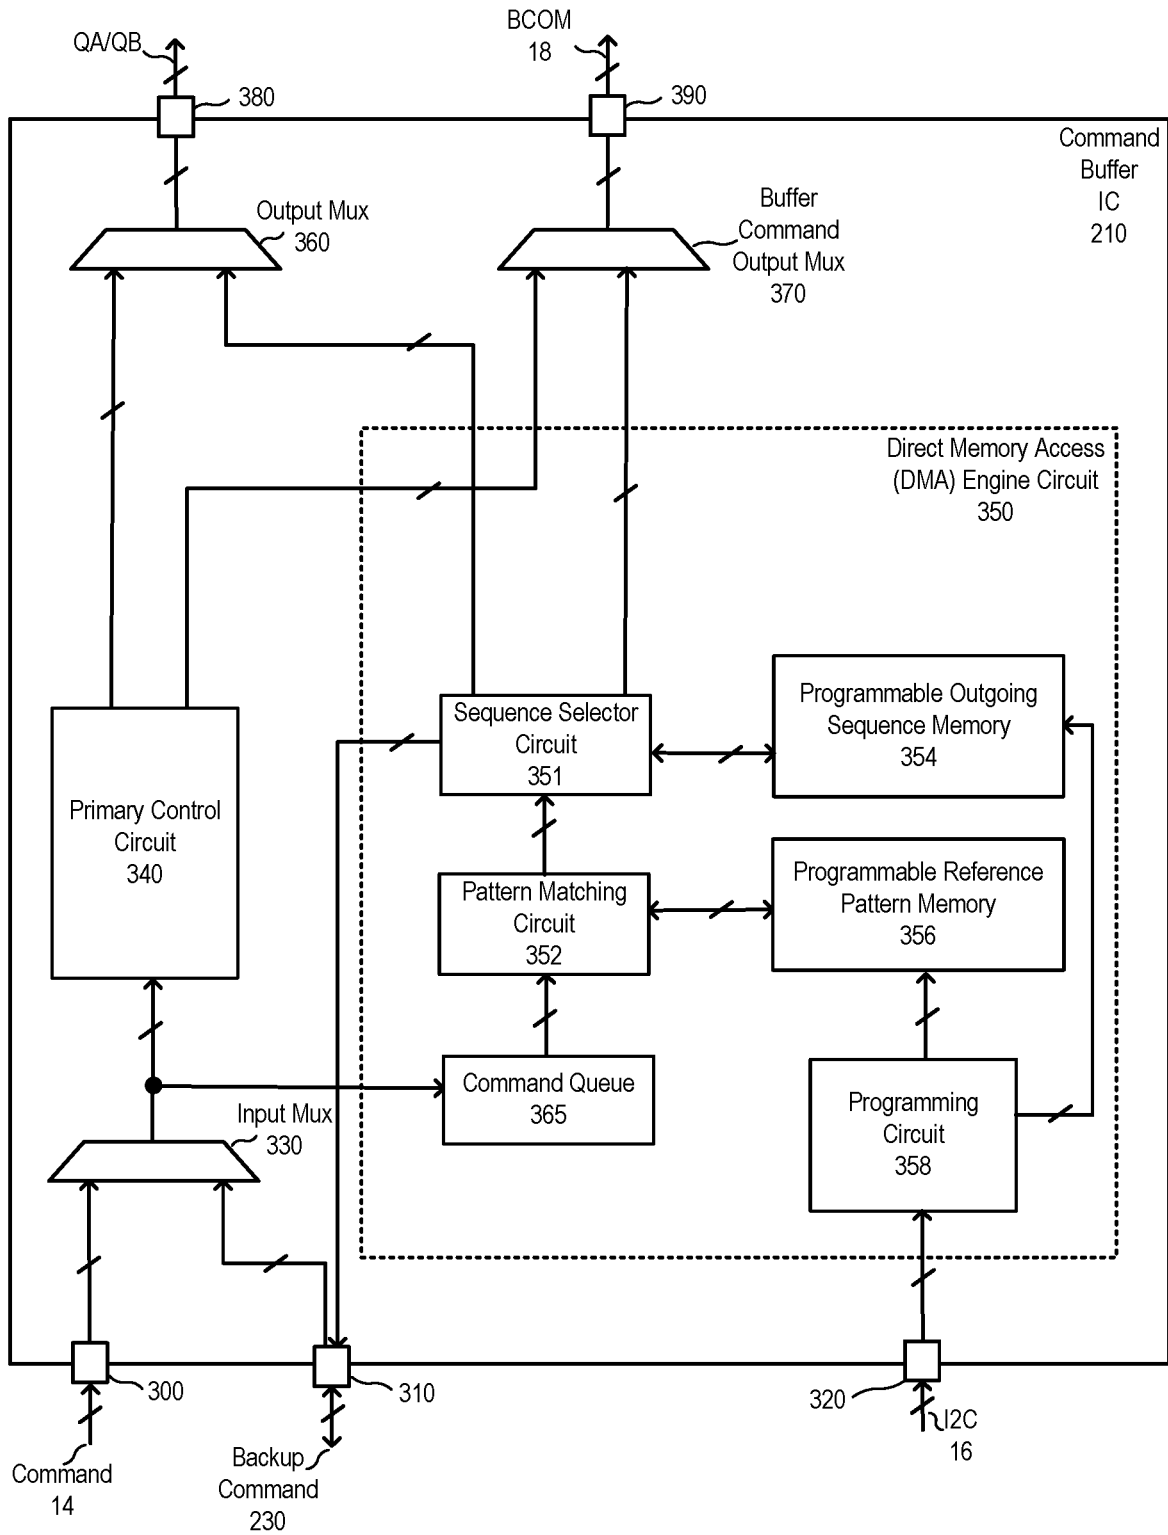 QA/QB
BCOM
18
380
390
Command
Buffer
IC
210
Output Mux
360
Buffer
Command
Output Mux
370
Direct Memory Access
(DMA) Engine Circuit
350
Sequence Selector
Circuit
351
Programmable Outgoing
Sequence Memory
354
Primary Control
Circuit
340
Pattern Matching
Circuit
352
Programmable Reference
Pattern Memory
356
Command Queue
365
Programming
Circuit
358
Input Mux
330
300
310
320
Command
14
Backup
Command
230
I2C
16